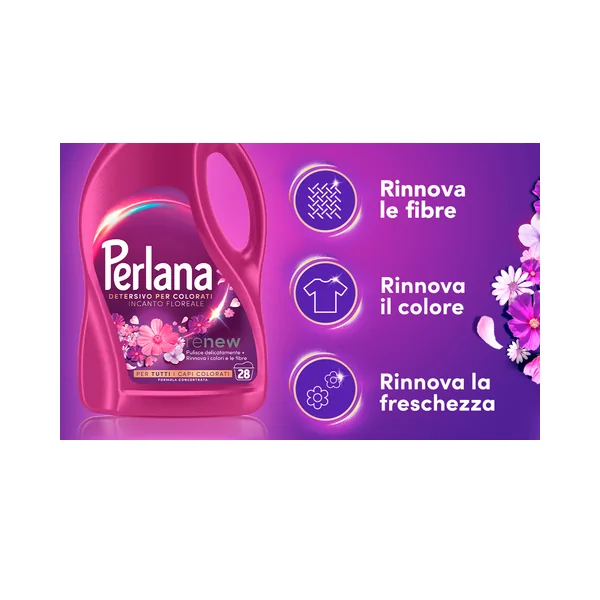 Perlana
DETERSIVO PER COLORATI
INCANTO FLOREALE
renew
Pulisce delicatamente •
Rinnova i colori e le fibre
PER TUTTI I CAPI COLORATI
28
FORMULA CONCENTRATA
Rinnova
le fibre
Rinnova
il colore
Rinnova la
freschezza